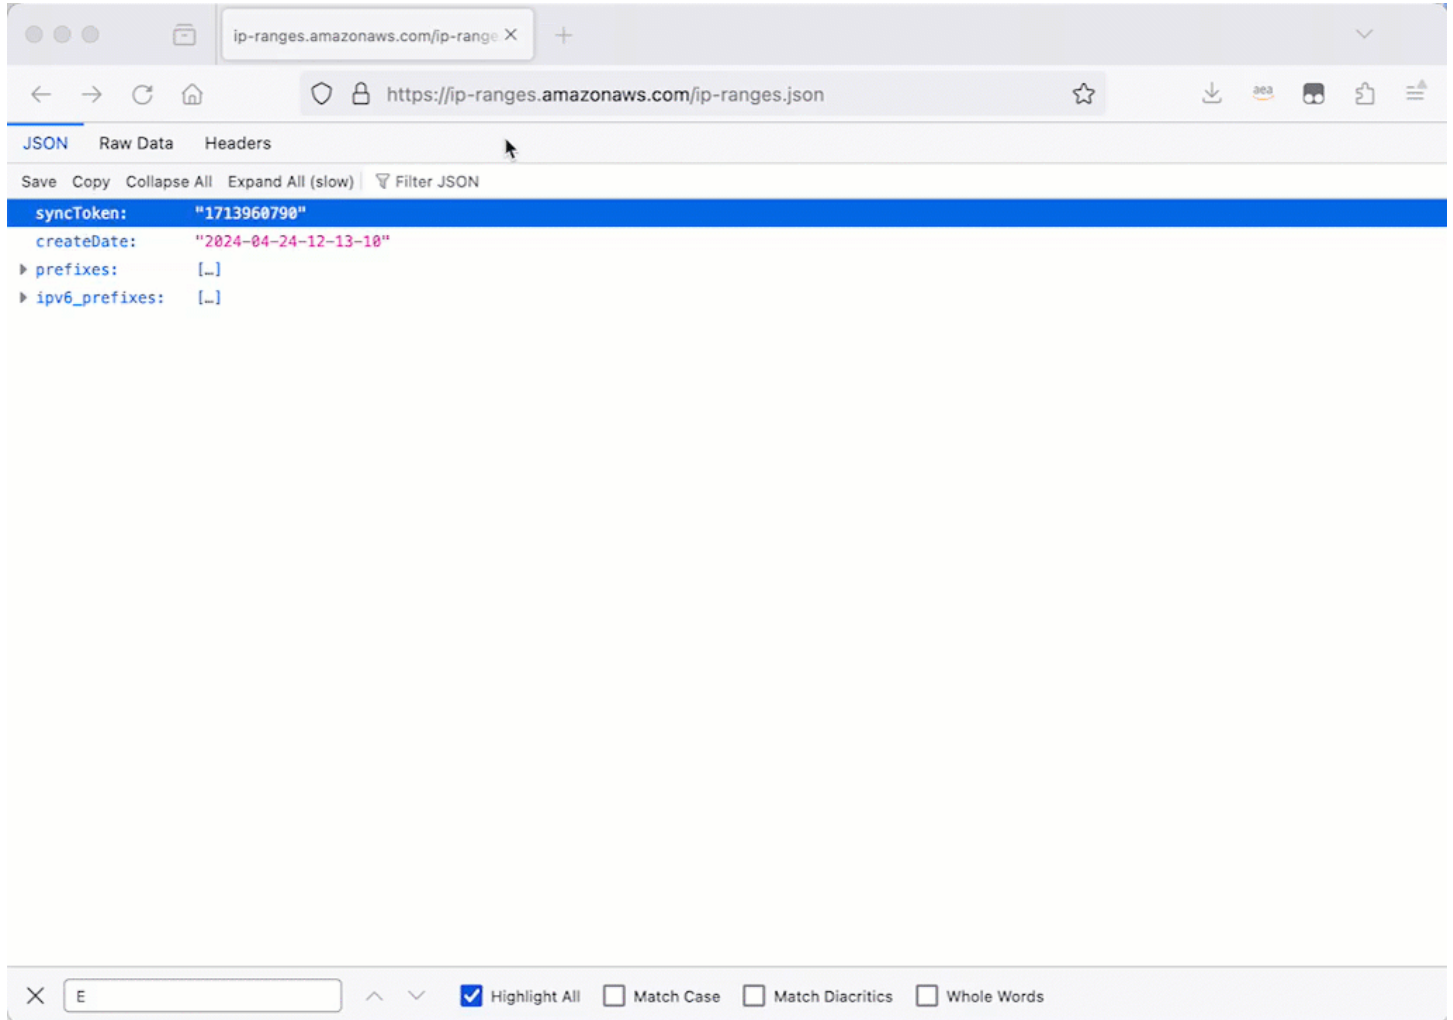 ip-ranges.amazonaws.com/ip-range
https://ip-ranges.amazonaws.com/ip-ranges.json
aea
JSON Raw Data Headers
Save Copy Collapse All Expand All (slow) Filter JSON
syncToken: "1713960790"
createDate: "2024-04-24-12-13-10"
prefixes: […]
ipv6_prefixes: […]
E Highlight All Match Case Match Diacritics Whole Words